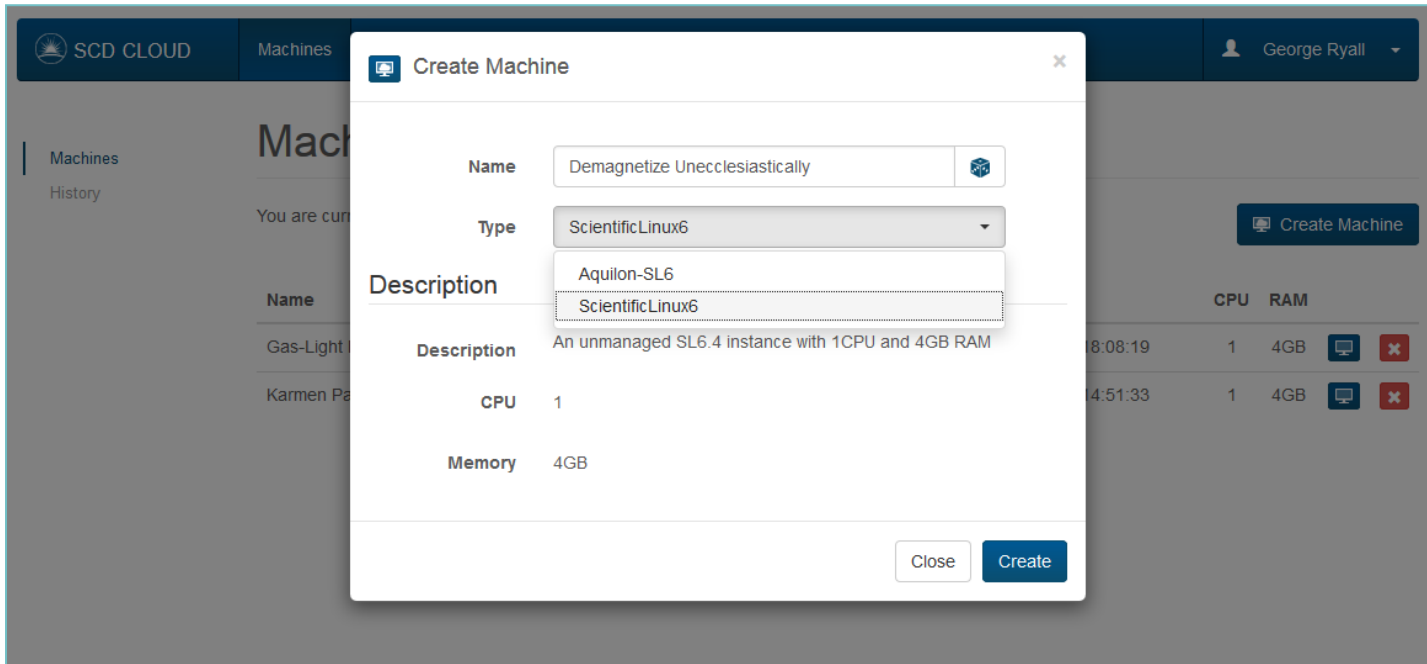 SCD CLOUD
Machines
George Ryall
Machines
History
Mach
You are curr
Create Machine
Name
CPU RAM
Gas-Light
18:08:19 1 4GB
Karmen Pa
14:51:33 1 4GB
Create Machine
×
Name Demagnetize Unecclesiastically
Type ScientificLinux6
Aquilon-SL6
ScientificLinux6
Description
Description An unmanaged SL6.4 instance with 1CPU and 4GB RAM
CPU 1
Memory 4GB
Close Create